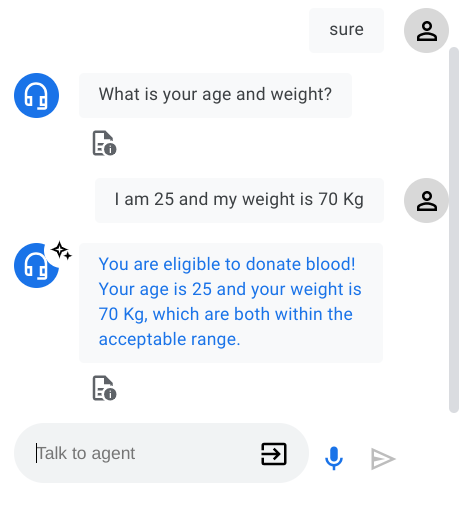 sure
What is your age and weight?
I am 25 and my weight is 70 Kg
You are eligible to donate blood!
Your age is 25 and your weight is
70 Kg, which are both within the
acceptable range.
Talk to agent